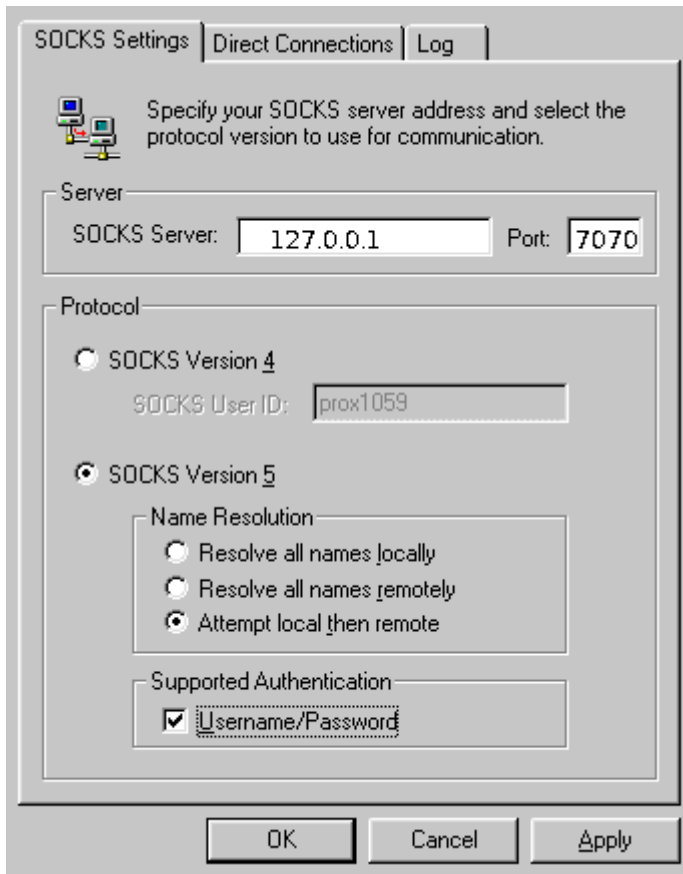 SOCKS Settings Direct Connections Log
Specify your SOCKS server address and select the
protocol version to use for communication.
Server
SOCKS Server: 127.0.0.1 Port: 7070
Protocol
SOCKS Version 4
SOCKS User ID: prox1059
SOCKS Version 5
Name Resolution
Resolve all names locally
Resolve all names remotely
Attempt local then remote
Supported Authentication
Username/Password
OK Cancel Apply